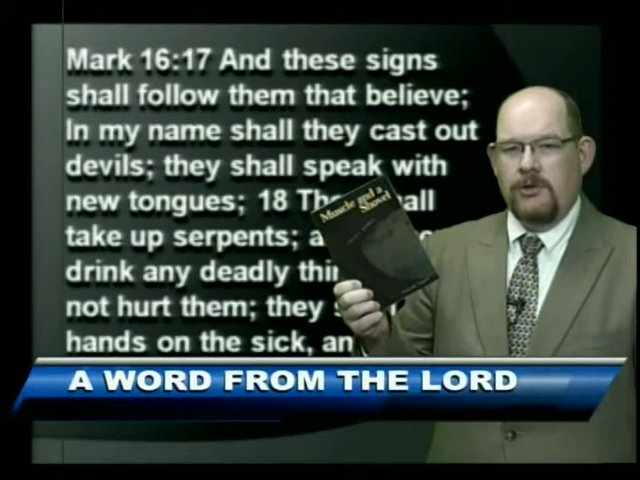 Mark 16:17 And these signs
shall follow them that believe;
In my name shall they cast out
devils; they shall speak with
new tongues; 18 Th all
take up serpents; a
drink any deadly thin
not hurt them; they s
hands on the sick, an
Muscle and a
Shovel
A WORD FROM THE LORD